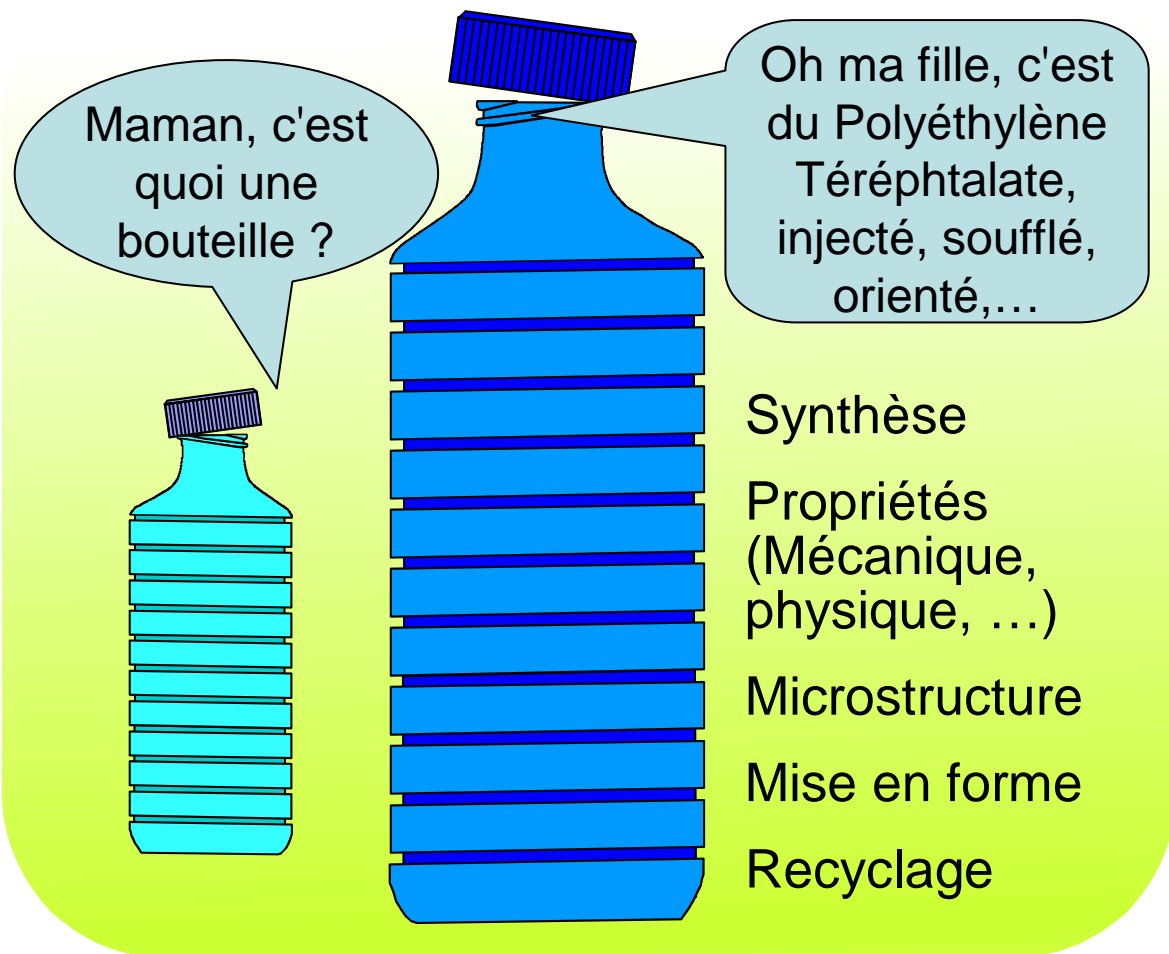 Maman, c'est
quoi une
bouteille ?
Oh ma fille, c'est
du Polyéthylène
Téréphtalate,
injecté, soufflé,
orienté,…
Synthèse
Propriétés
(Mécanique,
physique, …)
Microstructure
Mise en forme
Recyclage